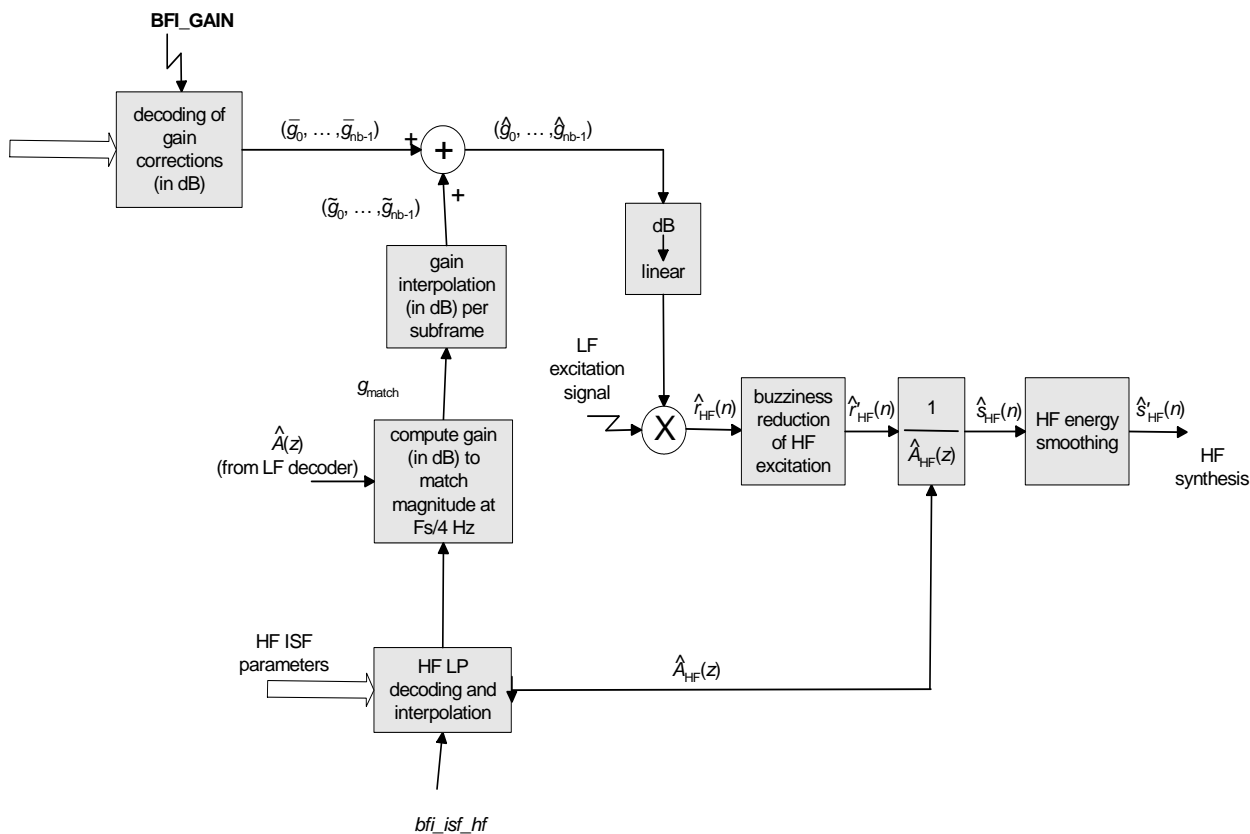 BFI_GAIN
decoding of
gain
corrections
(in dB)
(g̅0, … ,g̅nb-1)
+
+
(ĝ0, … ,ĝnb-1)
+
(g̃0, … ,g̃nb-1)
dB
linear
gain
interpolation
(in dB) per
subframe
LF
excitation
signal
gmatch
X
r̂HF(n)
buzziness
reduction
of HF
excitation
r̂'HF(n)
1
ÂHF(z)
ŝHF(n)
HF energy
smoothing
ŝ'HF(n)
HF
synthesis
Â(z)
(from LF decoder)
compute gain
(in dB) to
match
magnitude at
Fs/4 Hz
HF ISF
parameters
HF LP
decoding and
interpolation
ÂHF(z)
bfi_isf_hf